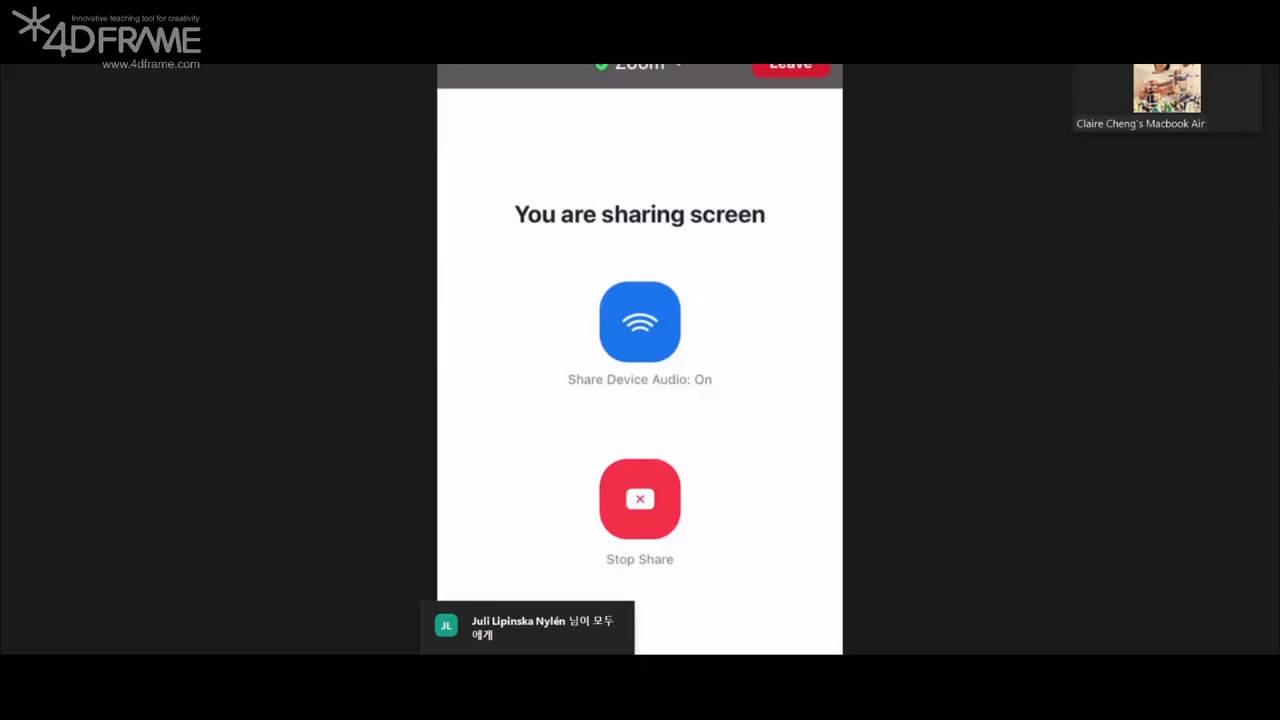 Innovative teaching tool for creativity
4DFRAME
www.4dframe.com
Zoom
Leave
Claire Cheng's Macbook Air
You are sharing screen
Share Device Audio: On
Stop Share
JL
Juli Lipinska Nylén 님이 모두
에게